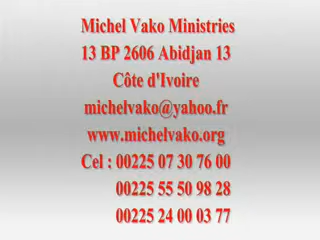 Michel Vako Ministries
13 BP 2606 Abidjan 13
Côte d'Ivoire
michelvako@yahoo.fr
www.michelvako.org
Cel : 00225 07 30 76 00
00225 55 50 98 28
00225 24 00 03 77